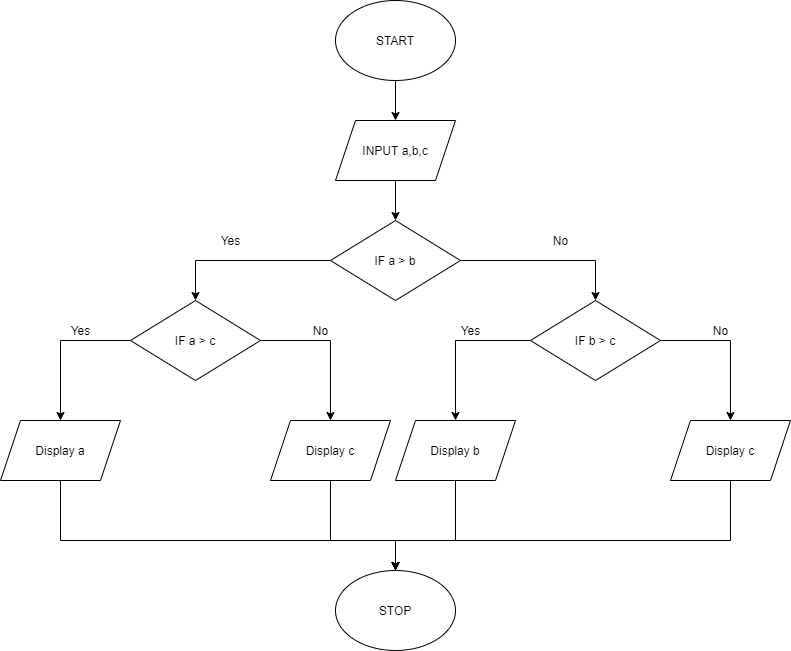 START
INPUT a,b,c
Yes
No
IF a > b
Yes
No
Yes
No
IF a > c
IF b > c
Display a
Display c
Display b
Display c
STOP